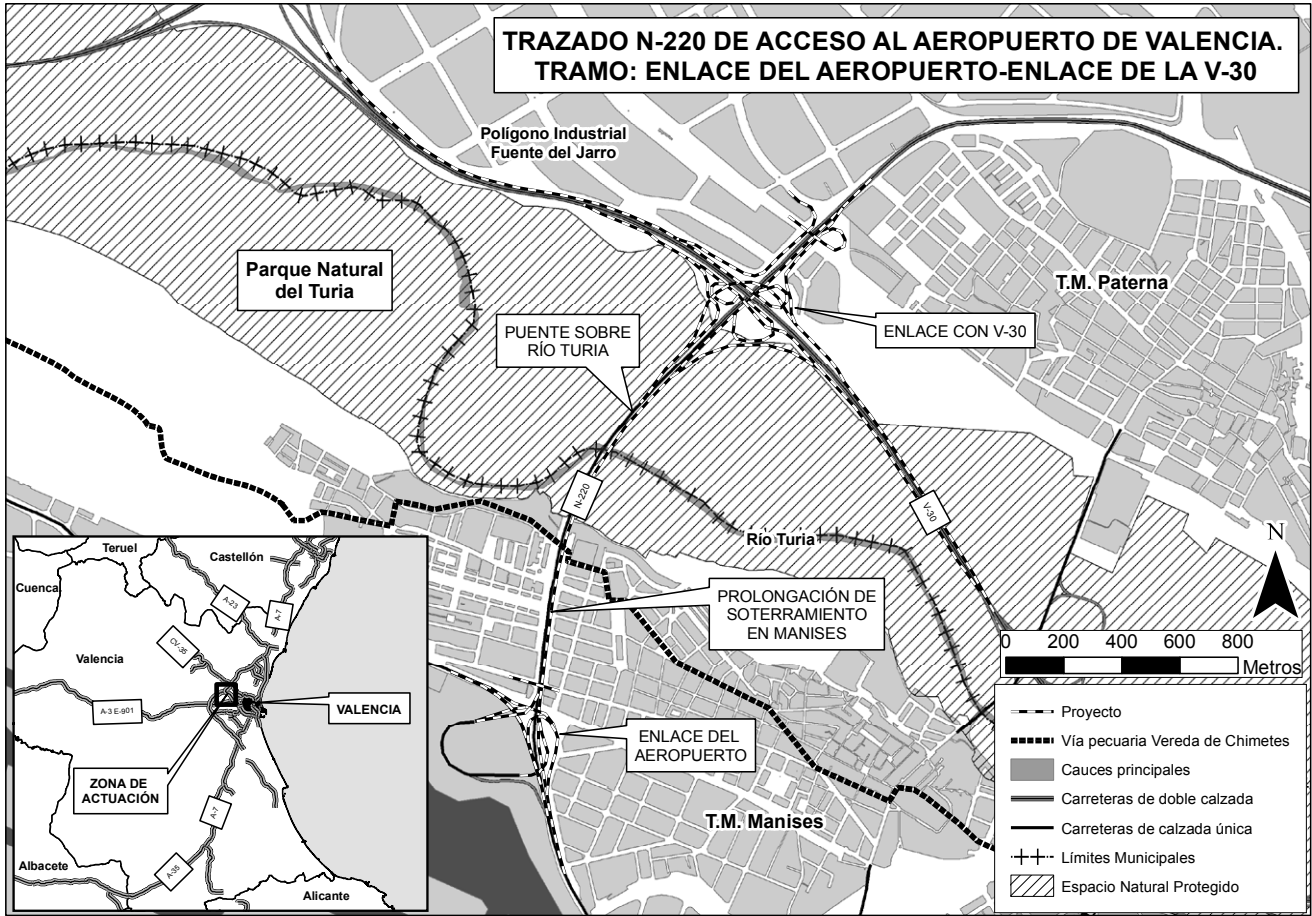 TRAZADO N-220 DE ACCESO AL AEROPUERTO DE VALENCIA.
TRAMO: ENLACE DEL AEROPUERTO-ENLACE DE LA V-30
Polígono Industrial
Fuente del Jarro
Parque Natural
del Turia
T.M. Paterna
PUENTE SOBRE
RÍO TURIA
ENLACE CON V-30
N-220
V-30
Río Turia
PROLONGACIÓN DE
SOTERRAMIENTO
EN MANISES
ENLACE DEL
AEROPUERTO
T.M. Manises
N
0 200 400 600 800
Metros
Proyecto
Vía pecuaria Vereda de Chimetes
Cauces principales
Carreteras de doble calzada
Carreteras de calzada única
Límites Municipales
Espacio Natural Protegido
Teruel
Castellón
Cuenca
A-23
A-7
CV-35
Valencia
A-3 E-901
VALENCIA
ZONA DE
ACTUACIÓN
A-7
A-35
Albacete
Alicante